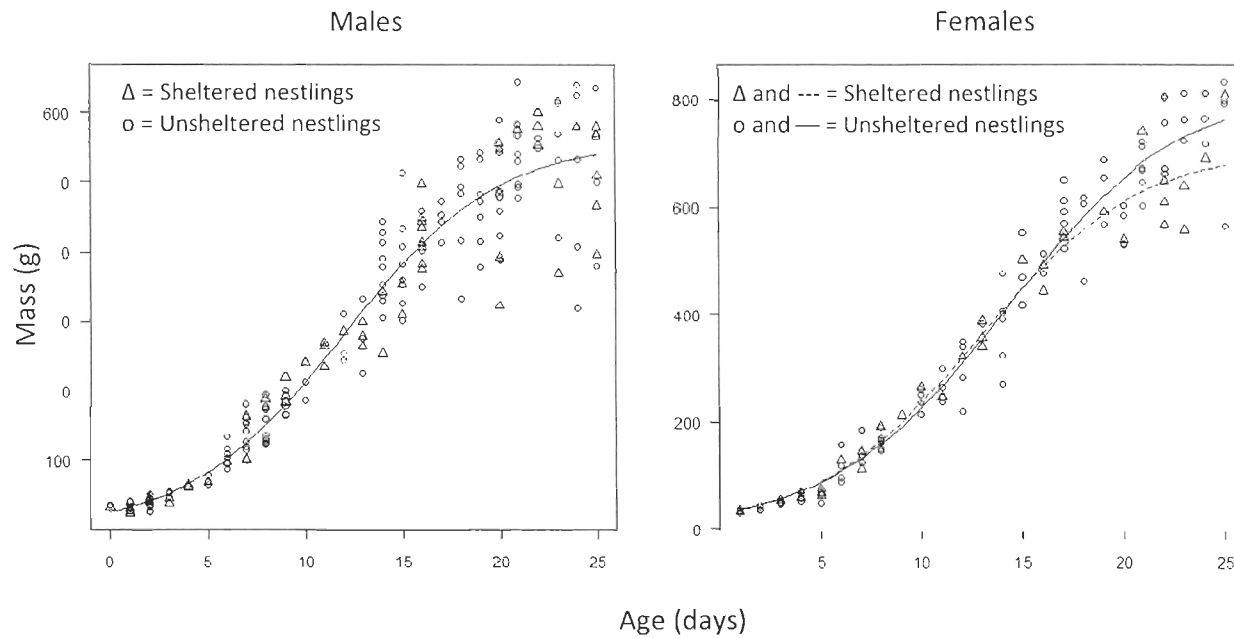 Males
Females
Δ = Sheltered nestlings
o = Unsheltered nestlings
Δ and --- = Sheltered nestlings
o and — = Unsheltered nestlings
Mass (g)
600
0
0
0
0
100
0
5
10
15
20
25
800
600
400
200
0
5
10
15
20
25
Age (days)